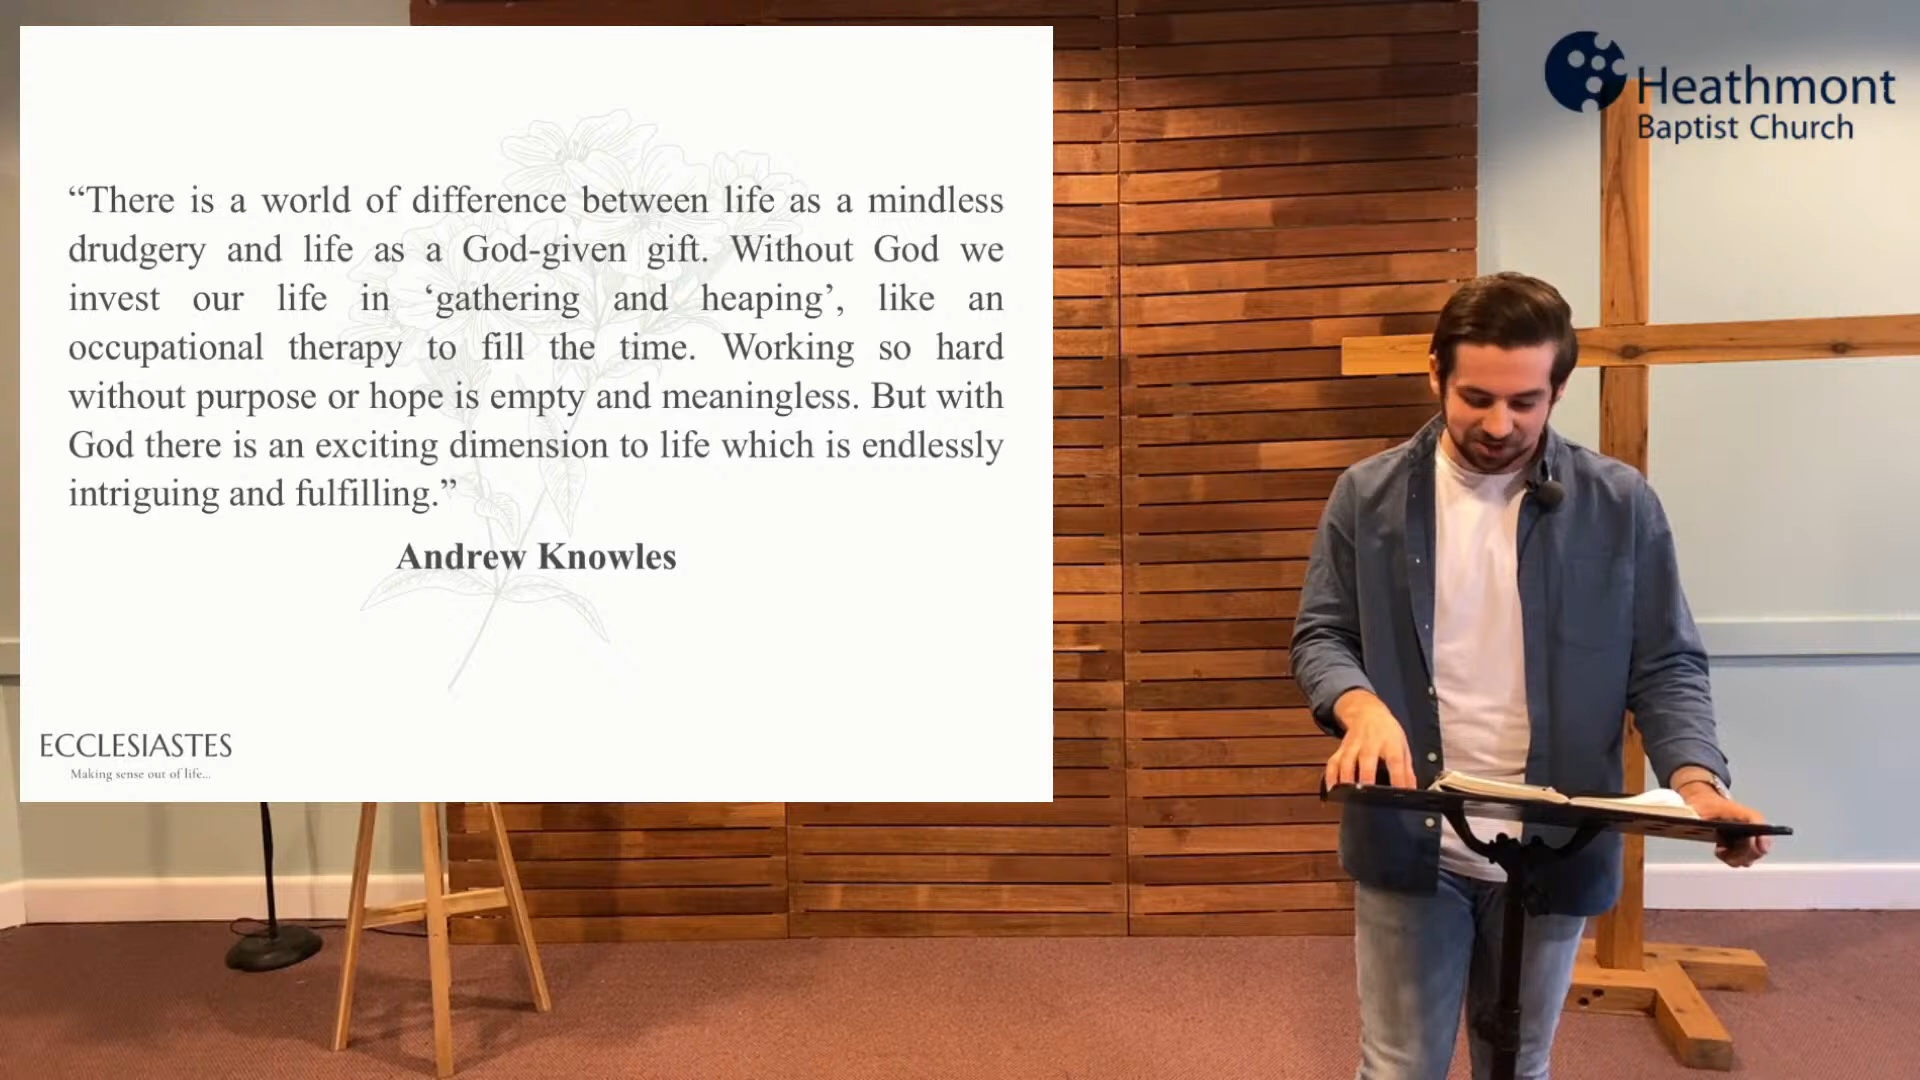 “There is a world of difference between life as a mindless
drudgery and life as a God-given gift. Without God we
invest our life in ‘gathering and heaping’, like an
occupational therapy to fill the time. Working so hard
without purpose or hope is empty and meaningless. But with
God there is an exciting dimension to life which is endlessly
intriguing and fulfilling.”
Andrew Knowles
ECCLESIASTES
Making sense out of life...
Heathmont
Baptist Church